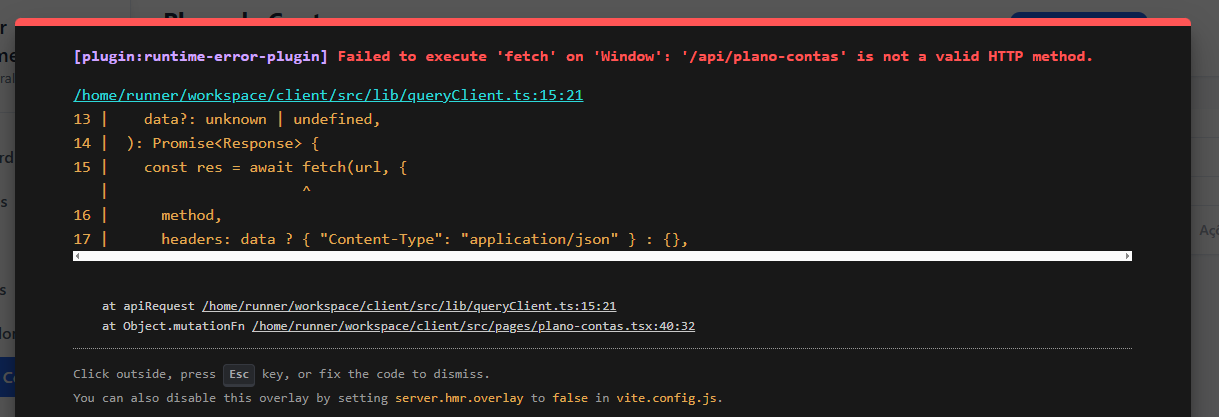 [plugin:runtime-error-plugin] Failed to execute 'fetch' on 'Window': '/api/plano-contas' is not a valid HTTP method.
/home/runner/workspace/client/src/lib/queryClient.ts:15:21
13 |    data?: unknown | undefined,
14 |  ): Promise<Response> {
15 |    const res = await fetch(url, {
   |                      ^
16 |      method,
17 |      headers: data ? { "Content-Type": "application/json" } : {},
at apiRequest /home/runner/workspace/client/src/lib/queryClient.ts:15:21
at Object.mutationFn /home/runner/workspace/client/src/pages/plano-contas.tsx:40:32
Click outside, press Esc key, or fix the code to dismiss.
You can also disable this overlay by setting server.hmr.overlay to false in vite.config.js.